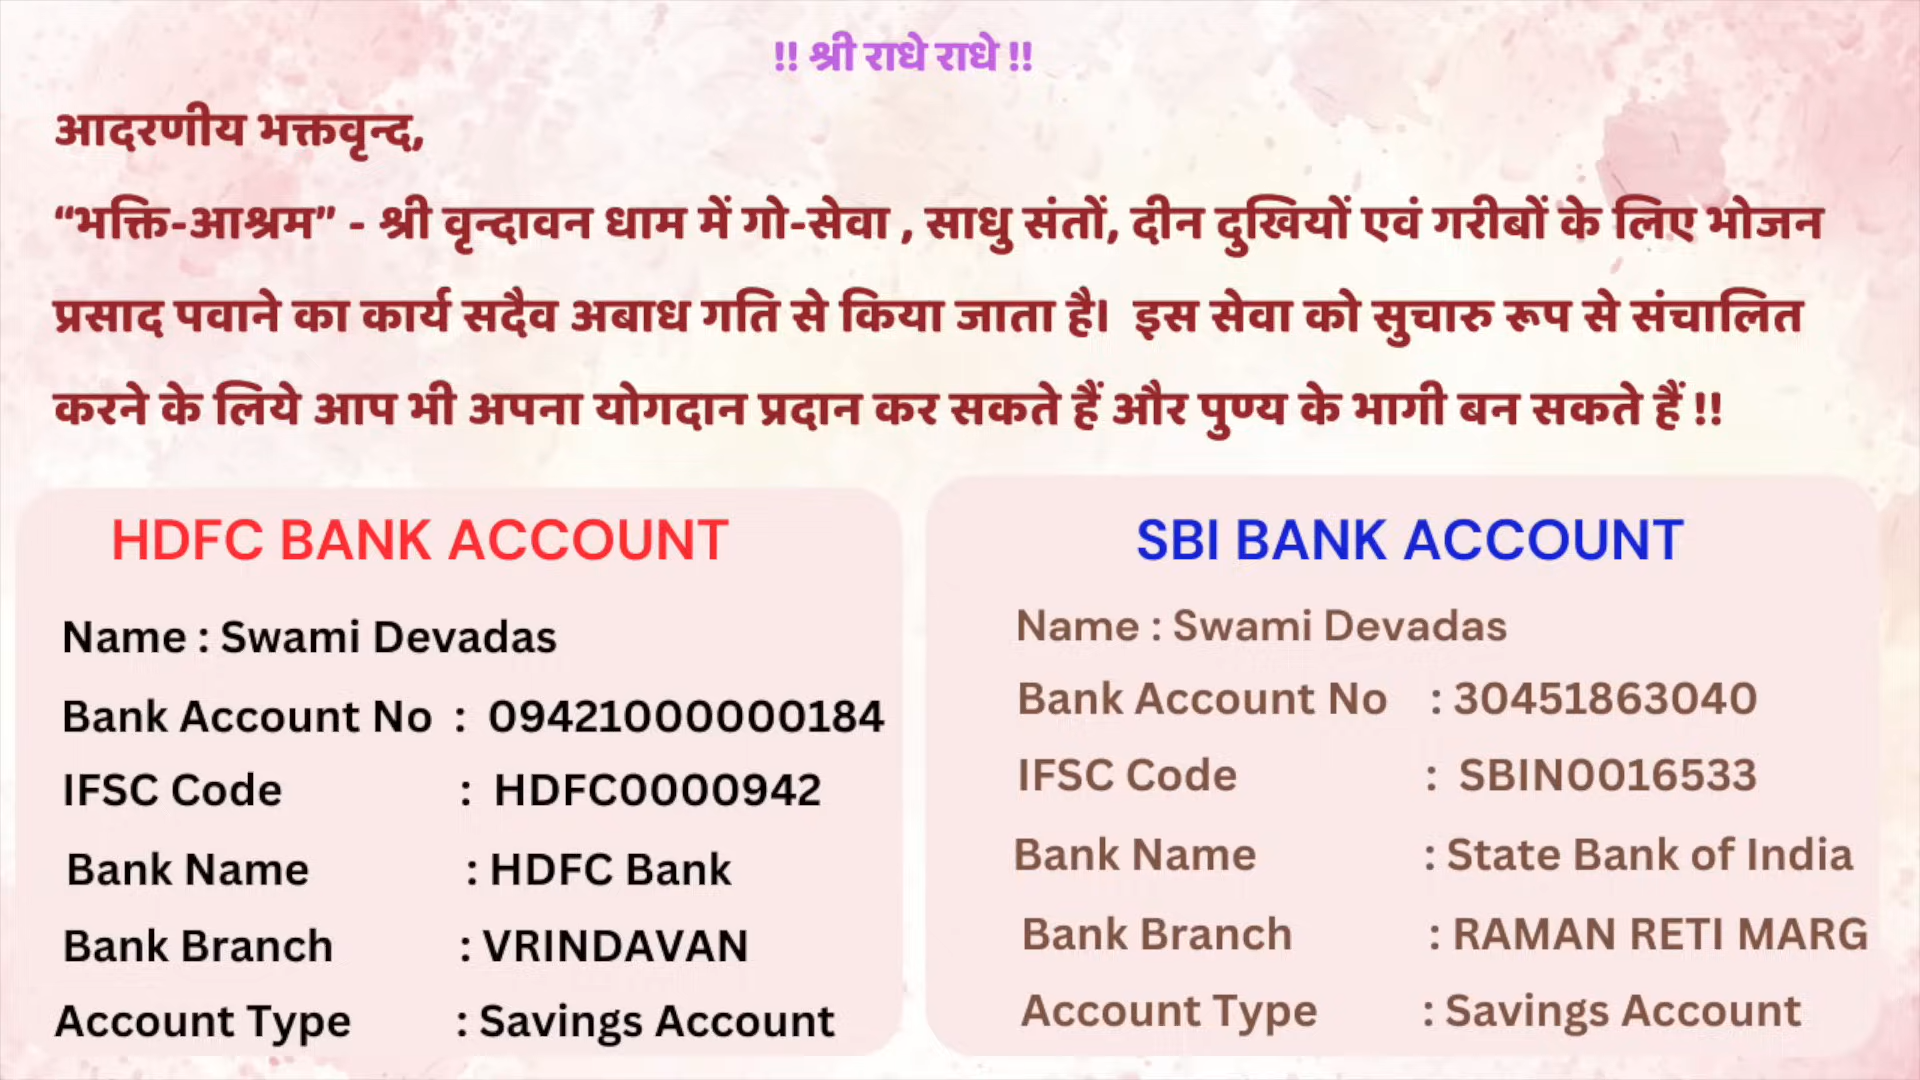 !! श्री राधे राधे !!
आदरणीय भक्तवृन्द,
“भक्ति-आश्रम” - श्री वृन्दावन धाम में गो-सेवा , साधु संतों, दीन दुखियों एवं गरीबों के लिए भोजन
प्रसाद पवाने का कार्य सदैव अबाध गति से किया जाता है। इस सेवा को सुचारु रूप से संचालित
करने के लिये आप भी अपना योगदान प्रदान कर सकते हैं और पुण्य के भागी बन सकते हैं !!
HDFC BANK ACCOUNT
Name : Swami Devadas
Bank Account No : 09421000000184
IFSC Code : HDFC0000942
Bank Name : HDFC Bank
Bank Branch : VRINDAVAN
Account Type : Savings Account
SBI BANK ACCOUNT
Name : Swami Devadas
Bank Account No : 30451863040
IFSC Code : SBIN0016533
Bank Name : State Bank of India
Bank Branch : RAMAN RETI MARG
Account Type : Savings Account